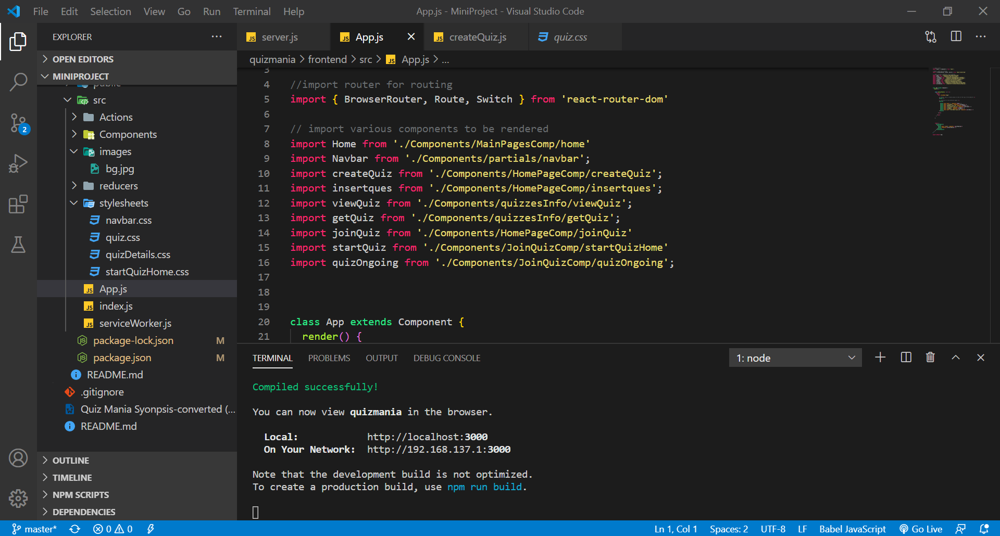 File Edit Selection View Go Run Terminal Help
App.js - MiniProject - Visual Studio Code
EXPLORER
OPEN EDITORS
MINIPROJECT
public
src
Actions
Components
images
bg.jpg
reducers
stylesheets
navbar.css
quiz.css
quizDetails.css
startQuizHome.css
App.js
index.js
serviceWorker.js
package-lock.json M
package.json M
README.md
.gitignore
Quiz Mania Syonpsis-converted (...
README.md
OUTLINE
TIMELINE
NPM SCRIPTS
DEPENDENCIES
2
server.js App.js createQuiz.js quiz.css
quizmania > frontend > src > App.js > ...
3
4 //import router for routing
5 import { BrowserRouter, Route, Switch } from 'react-router-dom'
6
7 // import various components to be rendered
8 import Home from './Components/MainPagesComp/home'
9 import Navbar from './Components/partials/navbar';
10 import createQuiz from './Components/HomePageComp/createQuiz';
11 import insertques from './Components/HomePageComp/insertques';
12 import viewQuiz from './Components/quizzesInfo/viewQuiz';
13 import getQuiz from './Components/quizzesInfo/getQuiz';
14 import joinQuiz from './Components/HomePageComp/joinQuiz'
15 import startQuiz from './Components/JoinQuizComp/startQuizHome'
16 import quizOngoing from './Components/JoinQuizComp/quizOngoing';
17
18
19
20 class App extends Component {
21 render() {
TERMINAL PROBLEMS OUTPUT DEBUG CONSOLE
1: node
Compiled successfully!
You can now view quizmania in the browser.
Local: http://localhost:3000
On Your Network: http://192.168.137.1:3000
Note that the development build is not optimized.
To create a production build, use npm run build.
master* 0 0
Ln 1, Col 1 Spaces: 2 UTF-8 LF Babel JavaScript Go Live